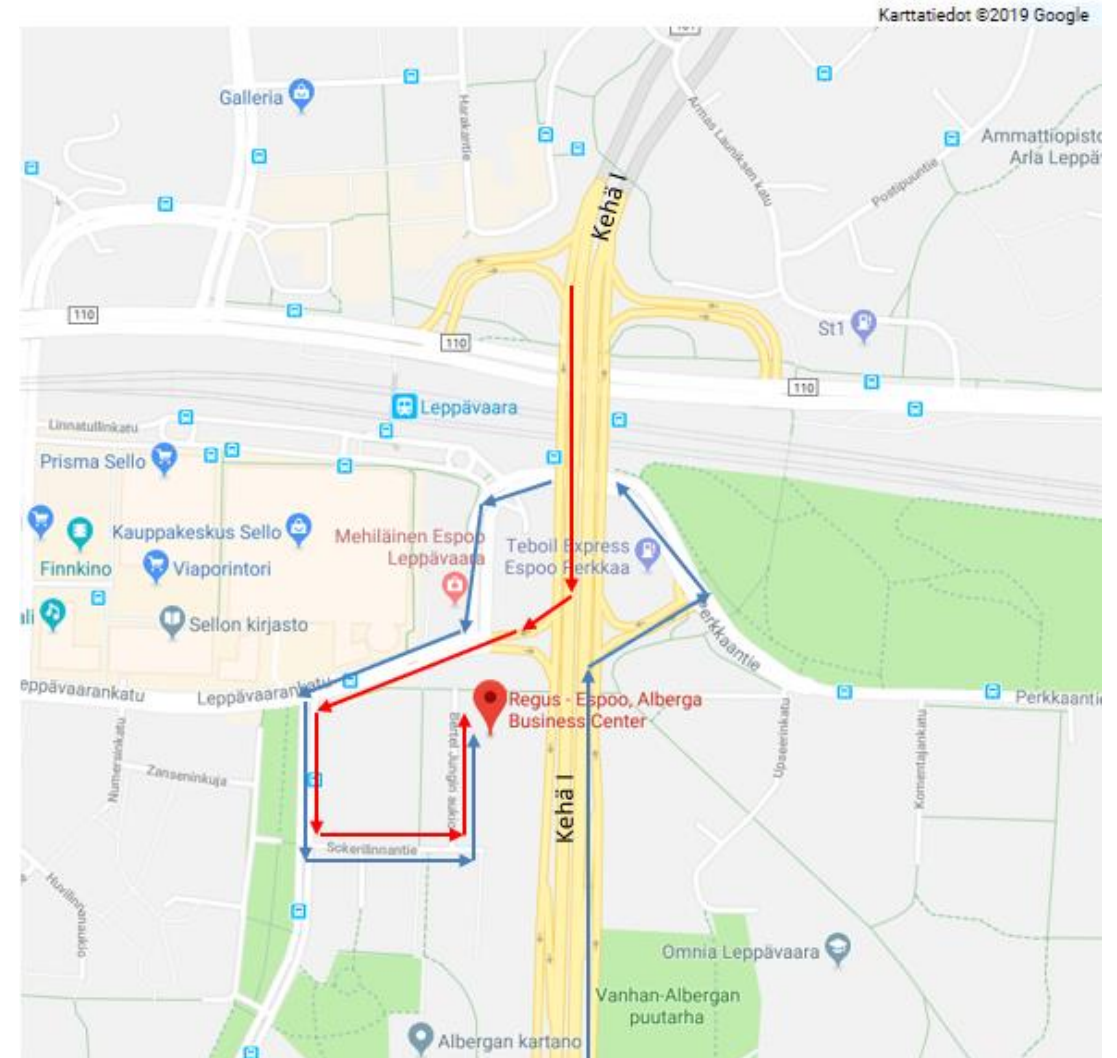 Karttatiedot ©2019 Google
101
Galleria
Harakantie
Kehä I
Armas Launiksen katu
Postipuuntie
Ammattiopisto
Arla Leppäv
110
110
St1
110
Leppävaara
Linnatullinkatu
Prisma Sello
Kauppakeskus Sello
Mehiläinen Espoo
Leppävaara
Teboil Express
Espoo Perkkaa
Finnkino
Viaporintori
Sellon kirjasto
Perkkaantie
eppävaarankatu
Leppävaarankatu
Regus - Espoo, Alberga
Business Center
Perkkaantie
Numersinkatu
Zanseninkuja
Bertel Jungin aukio
Upseerinkatu
Komentajankatu
Kehä I
Sokerilinnantie
Huvilinnanaukio
Omnia Leppävaara
Vanhan-Albergan
puutarha
Albergan kartano